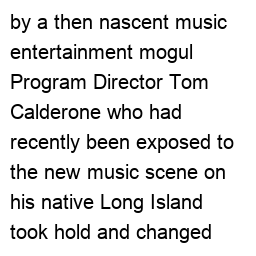 by a then nascent music
entertainment mogul
Program Director Tom
Calderone who had
recently been exposed to
the new music scene on
his native Long Island
took hold and changed